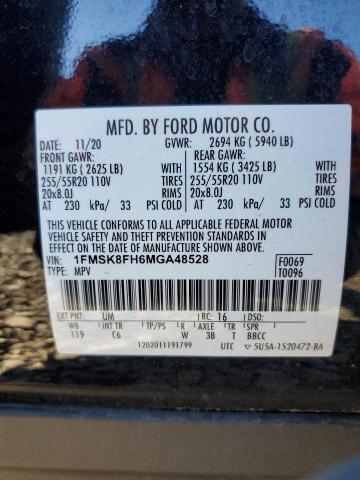 MFD. BY FORD MOTOR CO.
DATE: 11/20 GVWR: 2694 KG ( 5940 LB)
FRONT GAWR: REAR GAWR:
1191 KG ( 2625 LB) WITH 1554 KG ( 3425 LB) WITH
255/55R20 110V TIRES 255/55R20 110V TIRES
20x8.0J RIMS 20x8.0J RIMS
AT 230 kPa/ 33 PSI COLD AT 230 kPa/ 33 PSI COLD
THIS VEHICLE CONFORMS TO ALL APPLICABLE FEDERAL MOTOR
VEHICLE SAFETY AND THEFT PREVENTION STANDARDS IN EFFECT
ON THE DATE OF MANUFACTURE SHOWN ABOVE.
VIN: 1FMSK8FH6MGA48528 F0069
TYPE: MPV T0096
EXT PNT: UM RC: 16 DSO:
WB INT TR TP/PS R AXLE TR SPR
119 C6 W 3B T BBCC
1202011191799 UTC 5U5A-1520472-BA